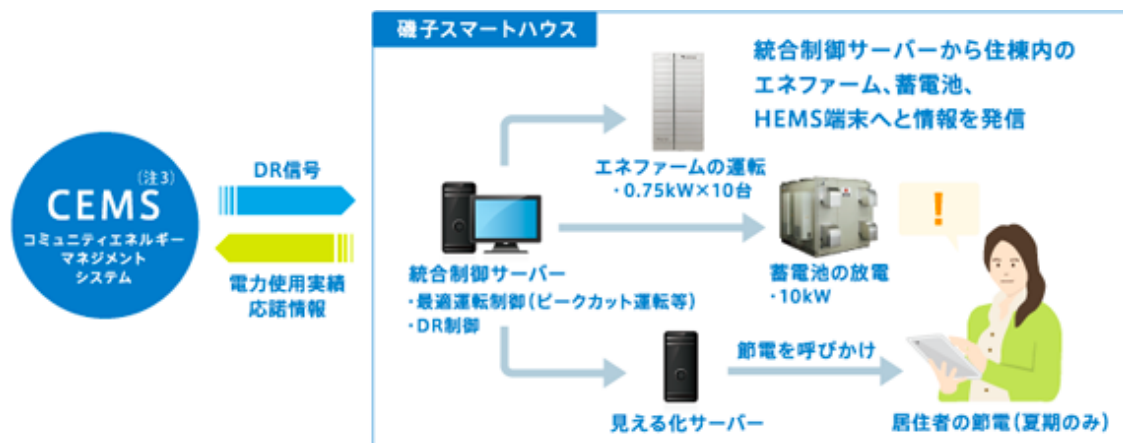 磯子スマートハウス
統合制御サーバーから住棟内の
エネファーム、蓄電池、
HEMS端末へと情報を発信
(注3)
CEMS
コミュニティエネルギー
マネジメント
システム
DR信号
電力使用実績
応諾情報
エネファームの運転
・0.75kW×10台
統合制御サーバー
・最適運転制御(ピークカット運転等)
・DR制御
蓄電池の放電
・10kW
!
見える化サーバー
節電を呼びかけ
居住者の節電(夏期のみ)